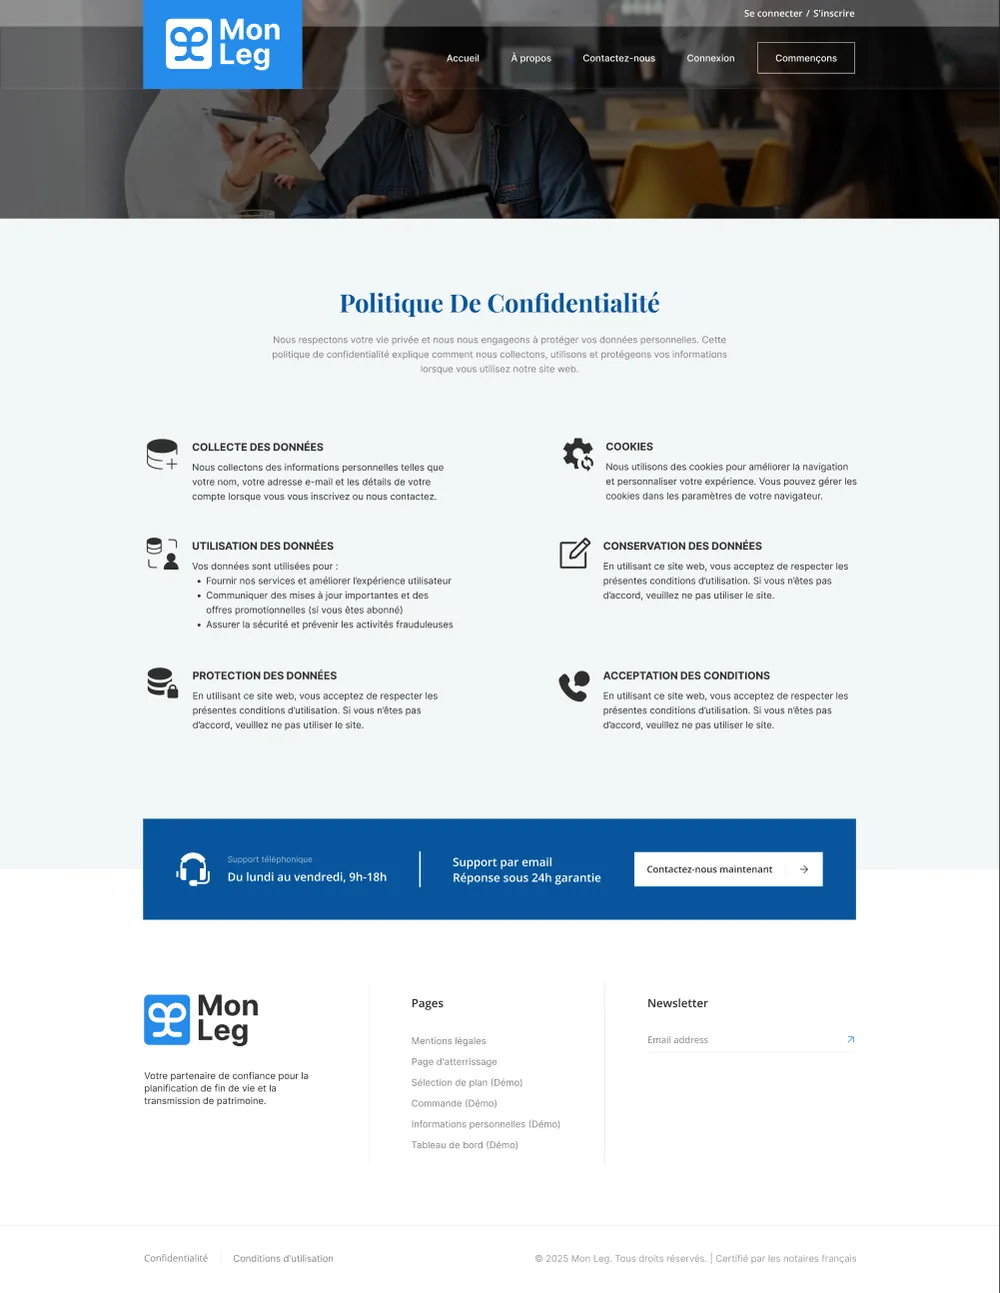 Se connecter / S'inscrire
Mon
Leg
Accueil
À propos
Contactez-nous
Connexion
Commençons
Politique De Confidentialité
Nous respectons votre vie privée et nous nous engageons à protéger vos données personnelles. Cette
politique de confidentialité explique comment nous collectons, utilisons et protégeons vos informations
lorsque vous utilisez notre site web.
COLLECTE DES DONNÉES
Nous collectons des informations personnelles telles que
votre nom, votre adresse e-mail et les détails de votre
compte lorsque vous vous inscrivez ou nous contactez.
COOKIES
Nous utilisons des cookies pour améliorer la navigation
et personnaliser votre expérience. Vous pouvez gérer les
cookies dans les paramètres de votre navigateur.
UTILISATION DES DONNÉES
Vos données sont utilisées pour :
• Fournir nos services et améliorer l'expérience utilisateur
• Communiquer des mises à jour importantes et des
offres promotionnelles (si vous êtes abonné)
• Assurer la sécurité et prévenir les activités frauduleuses
CONSERVATION DES DONNÉES
En utilisant ce site web, vous acceptez de respecter les
présentes conditions d'utilisation. Si vous n'êtes pas
d'accord, veuillez ne pas utiliser le site.
PROTECTION DES DONNÉES
En utilisant ce site web, vous acceptez de respecter les
présentes conditions d'utilisation. Si vous n'êtes pas
d'accord, veuillez ne pas utiliser le site.
ACCEPTATION DES CONDITIONS
En utilisant ce site web, vous acceptez de respecter les
présentes conditions d'utilisation. Si vous n'êtes pas
d'accord, veuillez ne pas utiliser le site.
Support téléphonique
Du lundi au vendredi, 9h-18h
Support par email
Réponse sous 24h garantie
Contactez-nous maintenant
Mon
Leg
Votre partenaire de confiance pour la
planification de fin de vie et la
transmission de patrimoine.
Pages
Mentions légales
Page d'atterrissage
Sélection de plan (Démo)
Commande (Démo)
Informations personnelles (Démo)
Tableau de bord (Démo)
Newsletter
Email address
Confidentialité
Conditions d'utilisation
© 2025 Mon Leg. Tous droits réservés. | Certifié par les notaires français